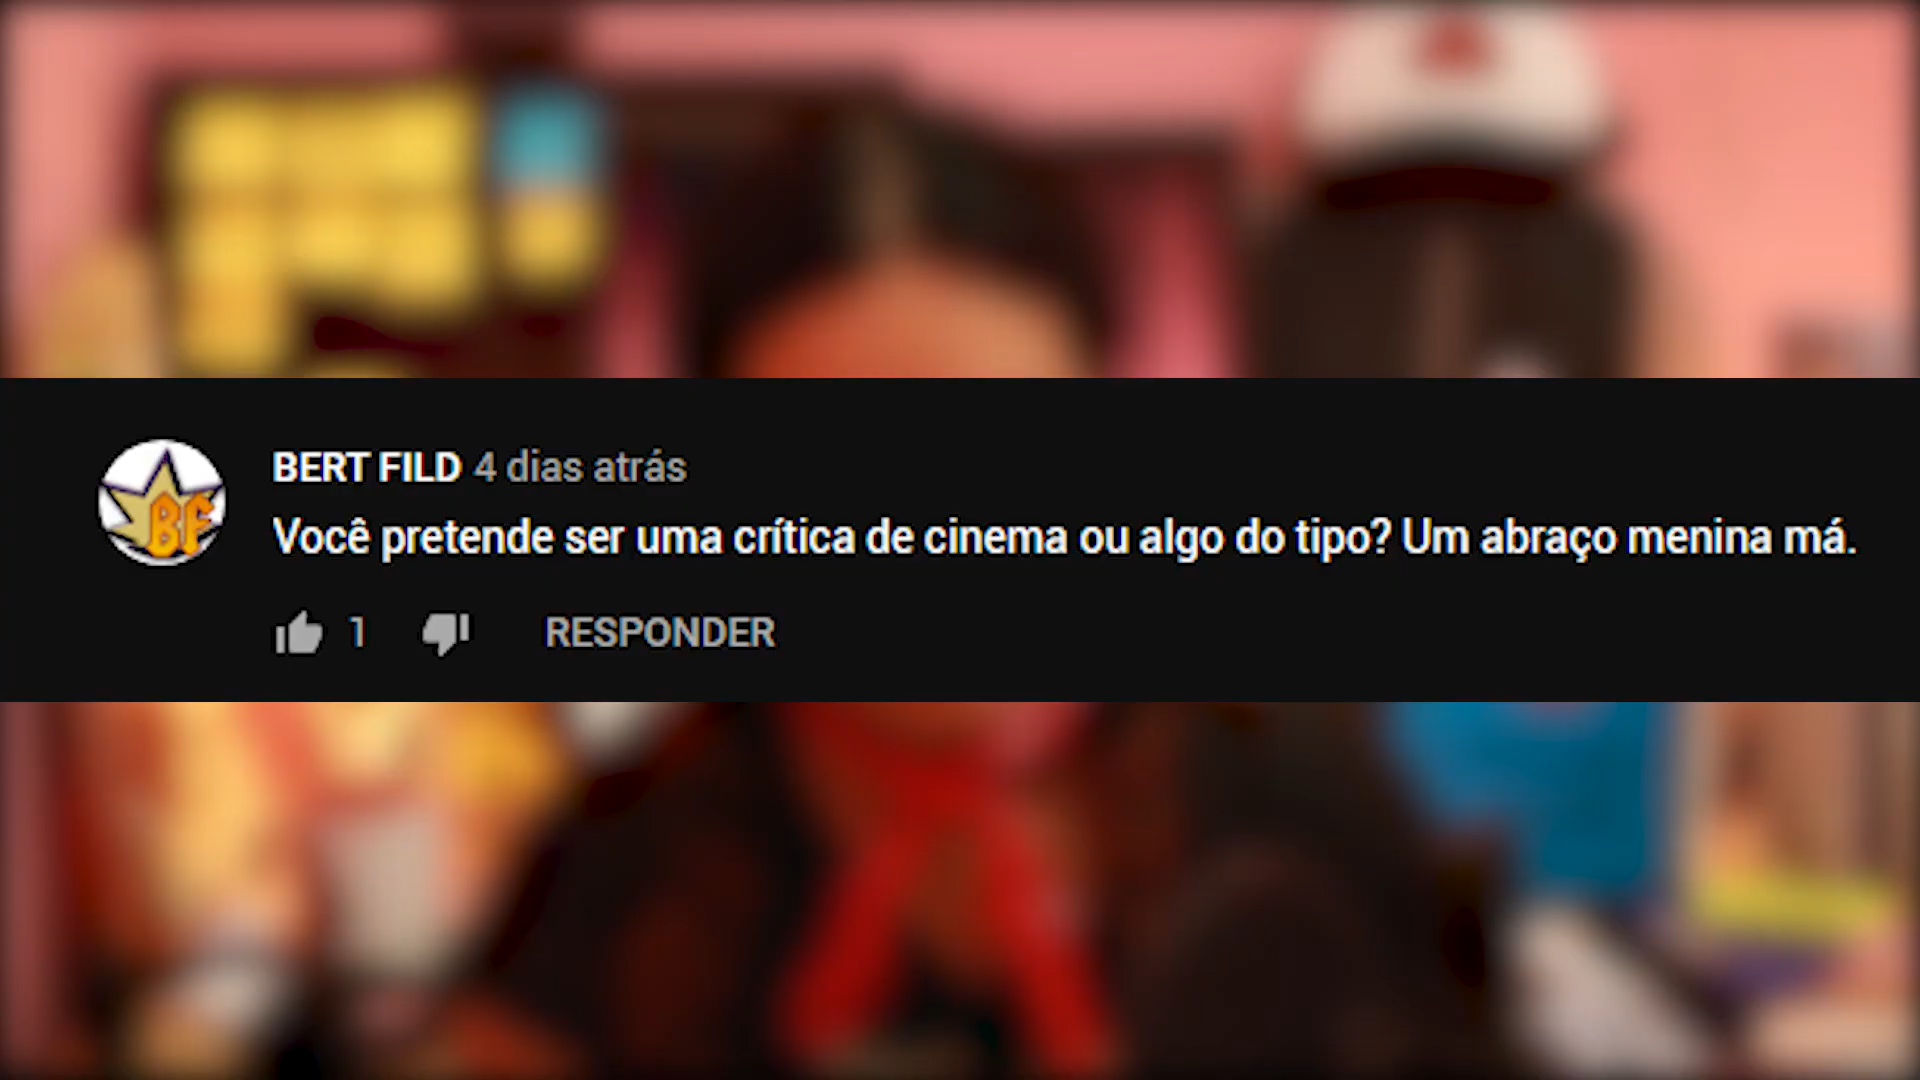 BERT FILD 4 dias atrás
BF
Você pretende ser uma crítica de cinema ou algo do tipo? Um abraço menina má.
1 RESPONDER